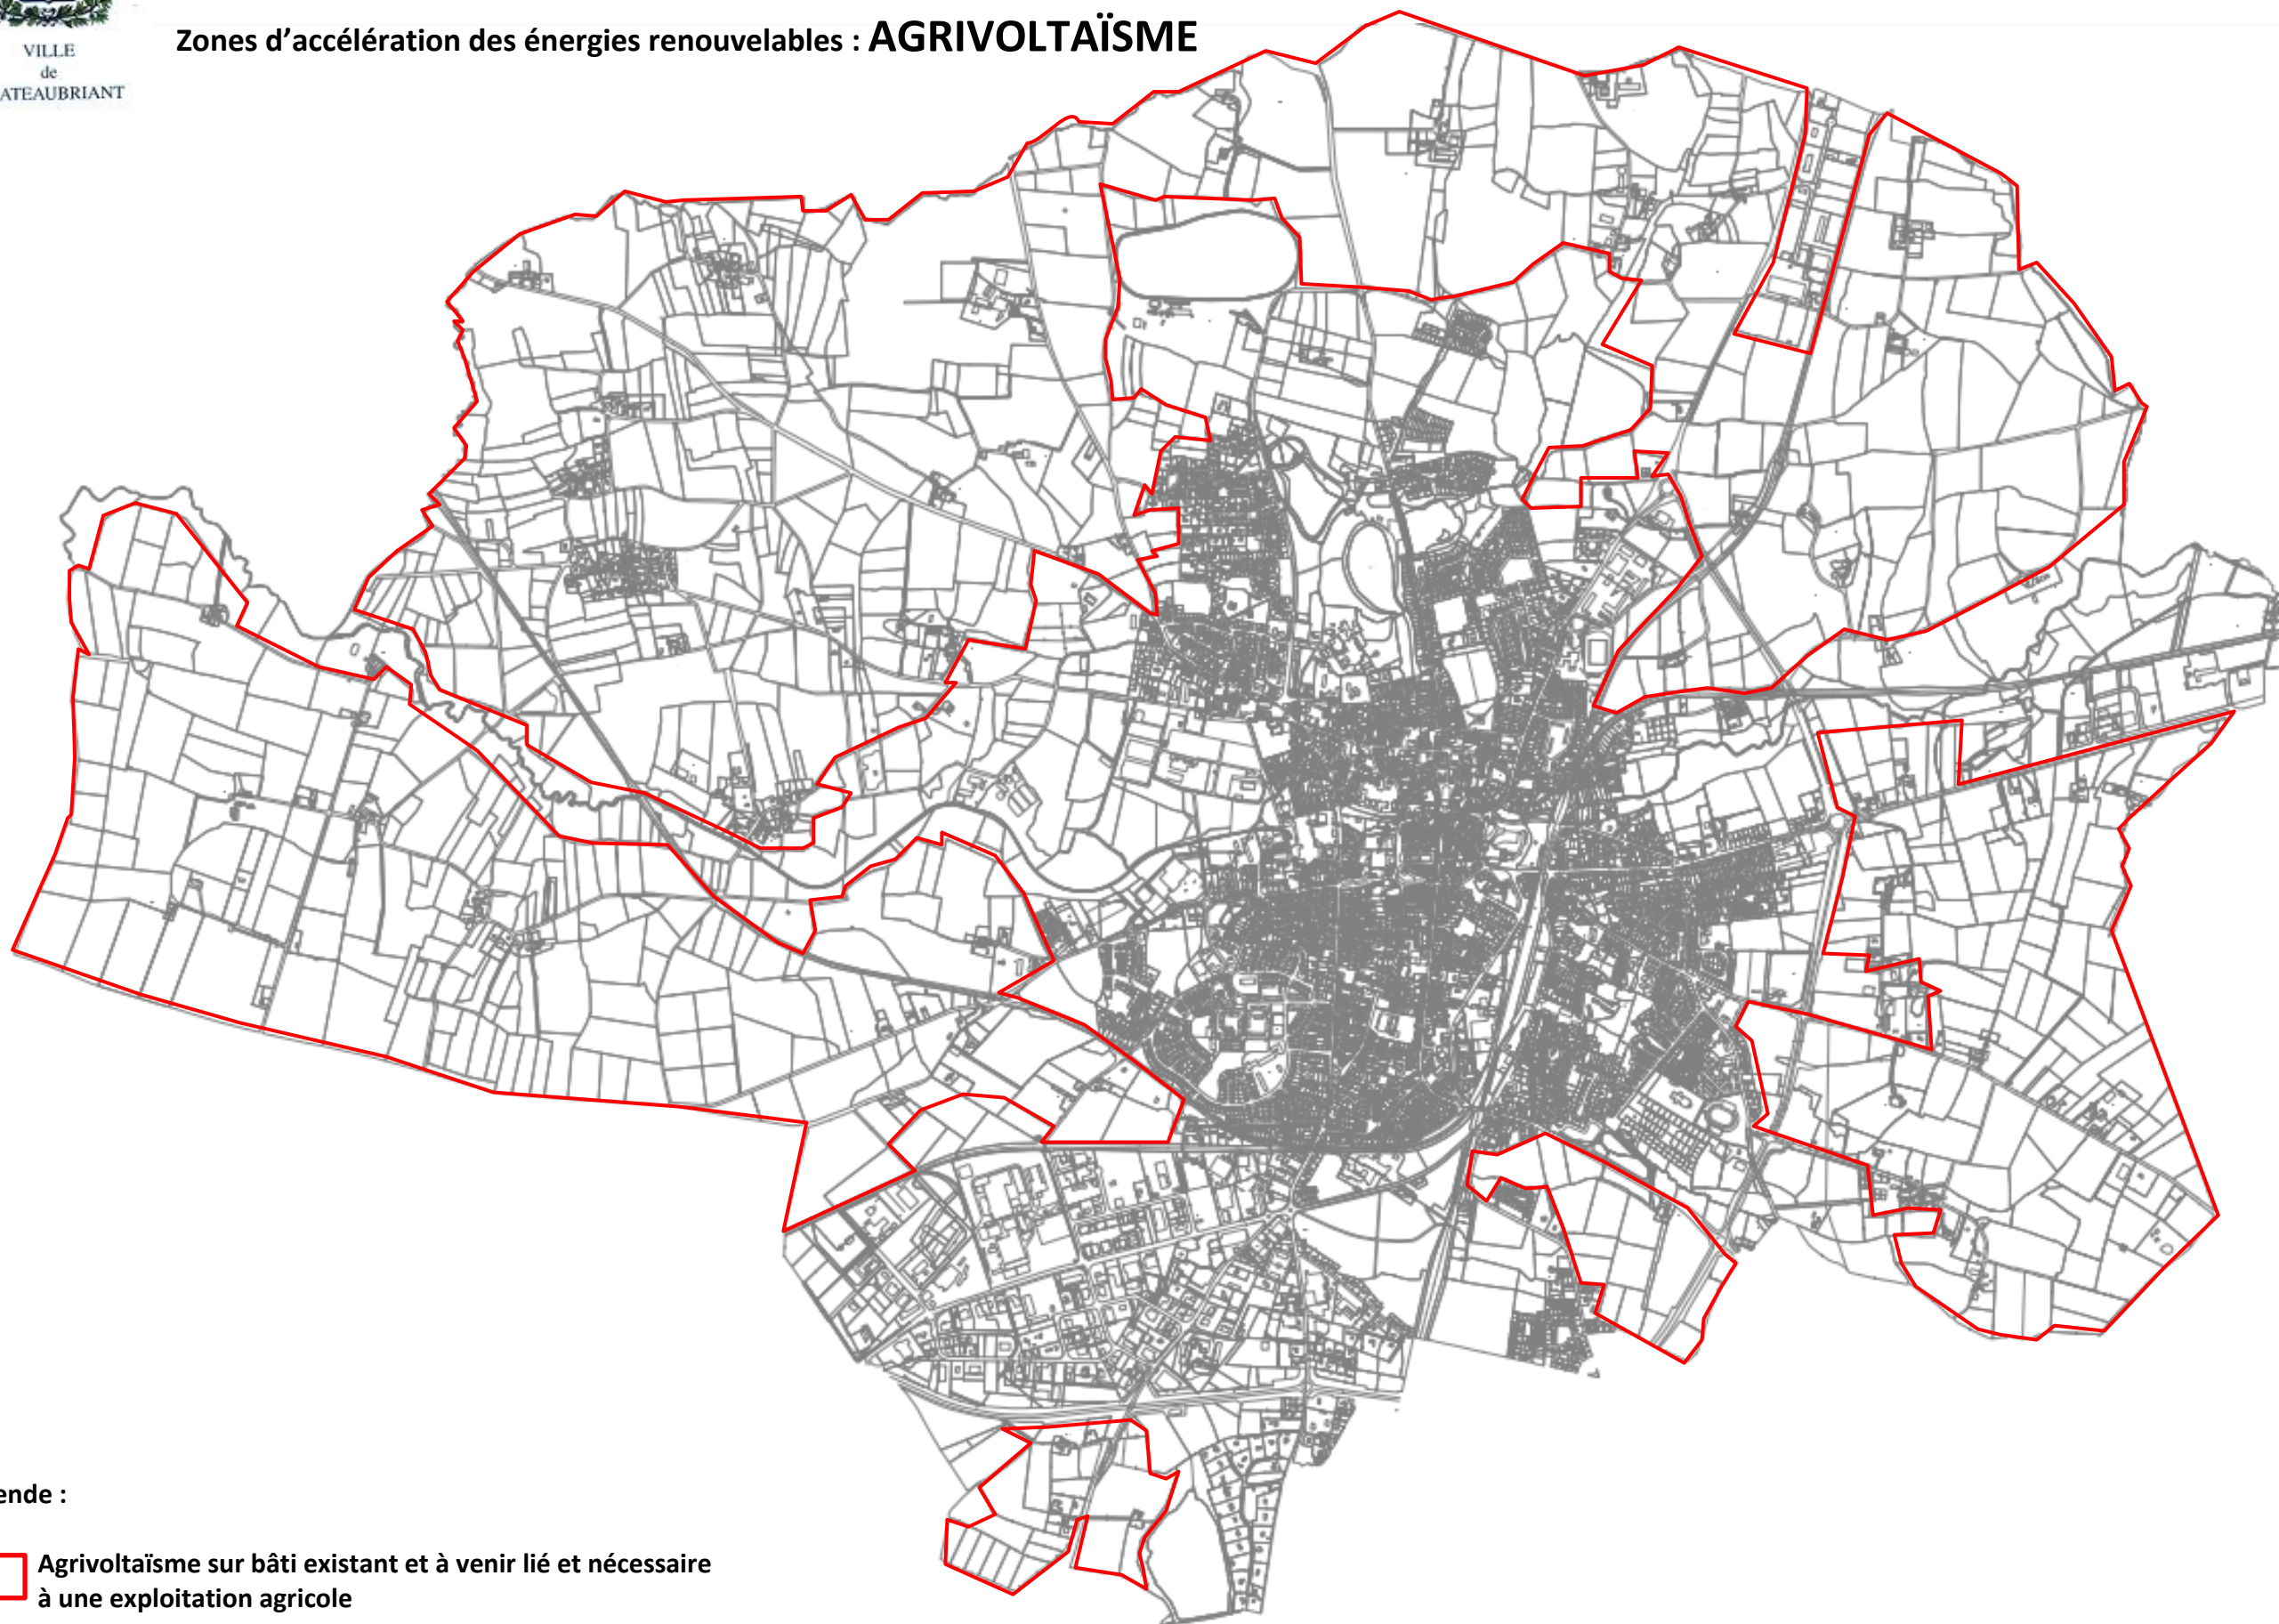 VILLE
de
ATEAUBRIANT
Zones d’accélération des énergies renouvelables : AGRIVOLTAÏSME
ende :
Agrivoltaïsme sur bâti existant et à venir lié et nécessaire
à une exploitation agricole